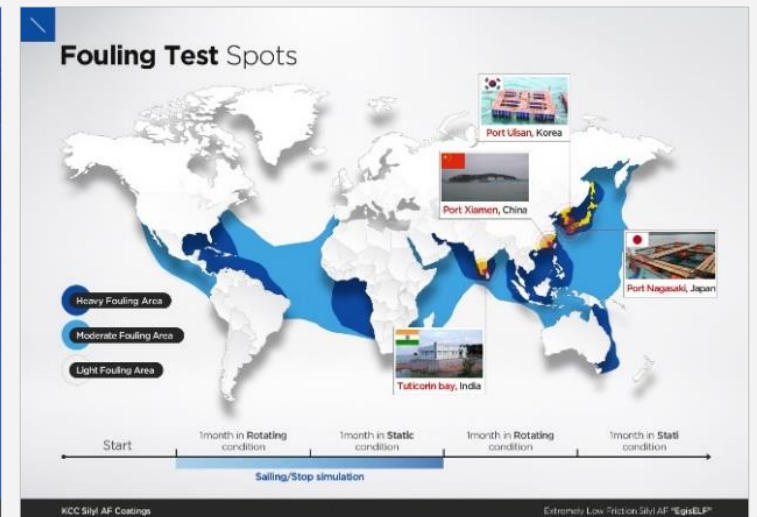 Fouling Test Spots
Port Ulsan, Korea
Port Xiamen, China
Port Nagasaki, Japan
Heavy Fouling Area
Moderate Fouling Area
Light Fouling Area
Tuticorin bay, India
Start
1month in Rotating
condition
1month in Static
condition
1month in Rotating
condition
1month in Stati
condition
Sailing/Stop simulation
KCC Silyl AF Coatings
Extremely Low Friction Silyl AF "EgisELF"